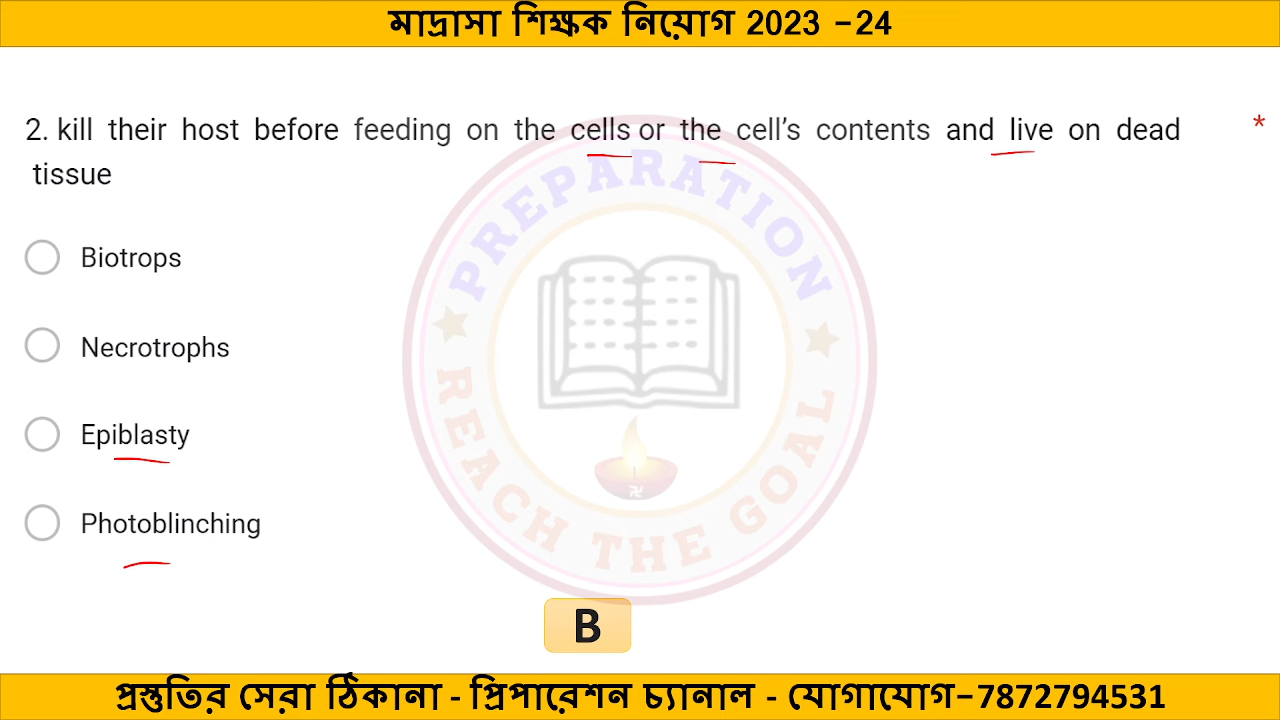 মাদ্রাসা শিক্ষক নিয়োগ 2023 -24
2. kill their host before feeding on the cells or the cell's contents and live on dead *
tissue
Biotrops
Necrotrophs
Epiblasty
Photoblinching
PREPARATION
REACH THE GOAL
B
প্রস্তুতির সেরা ঠিকানা - প্রিপারেশন চ্যানাল - যোগাযোগ-7872794531